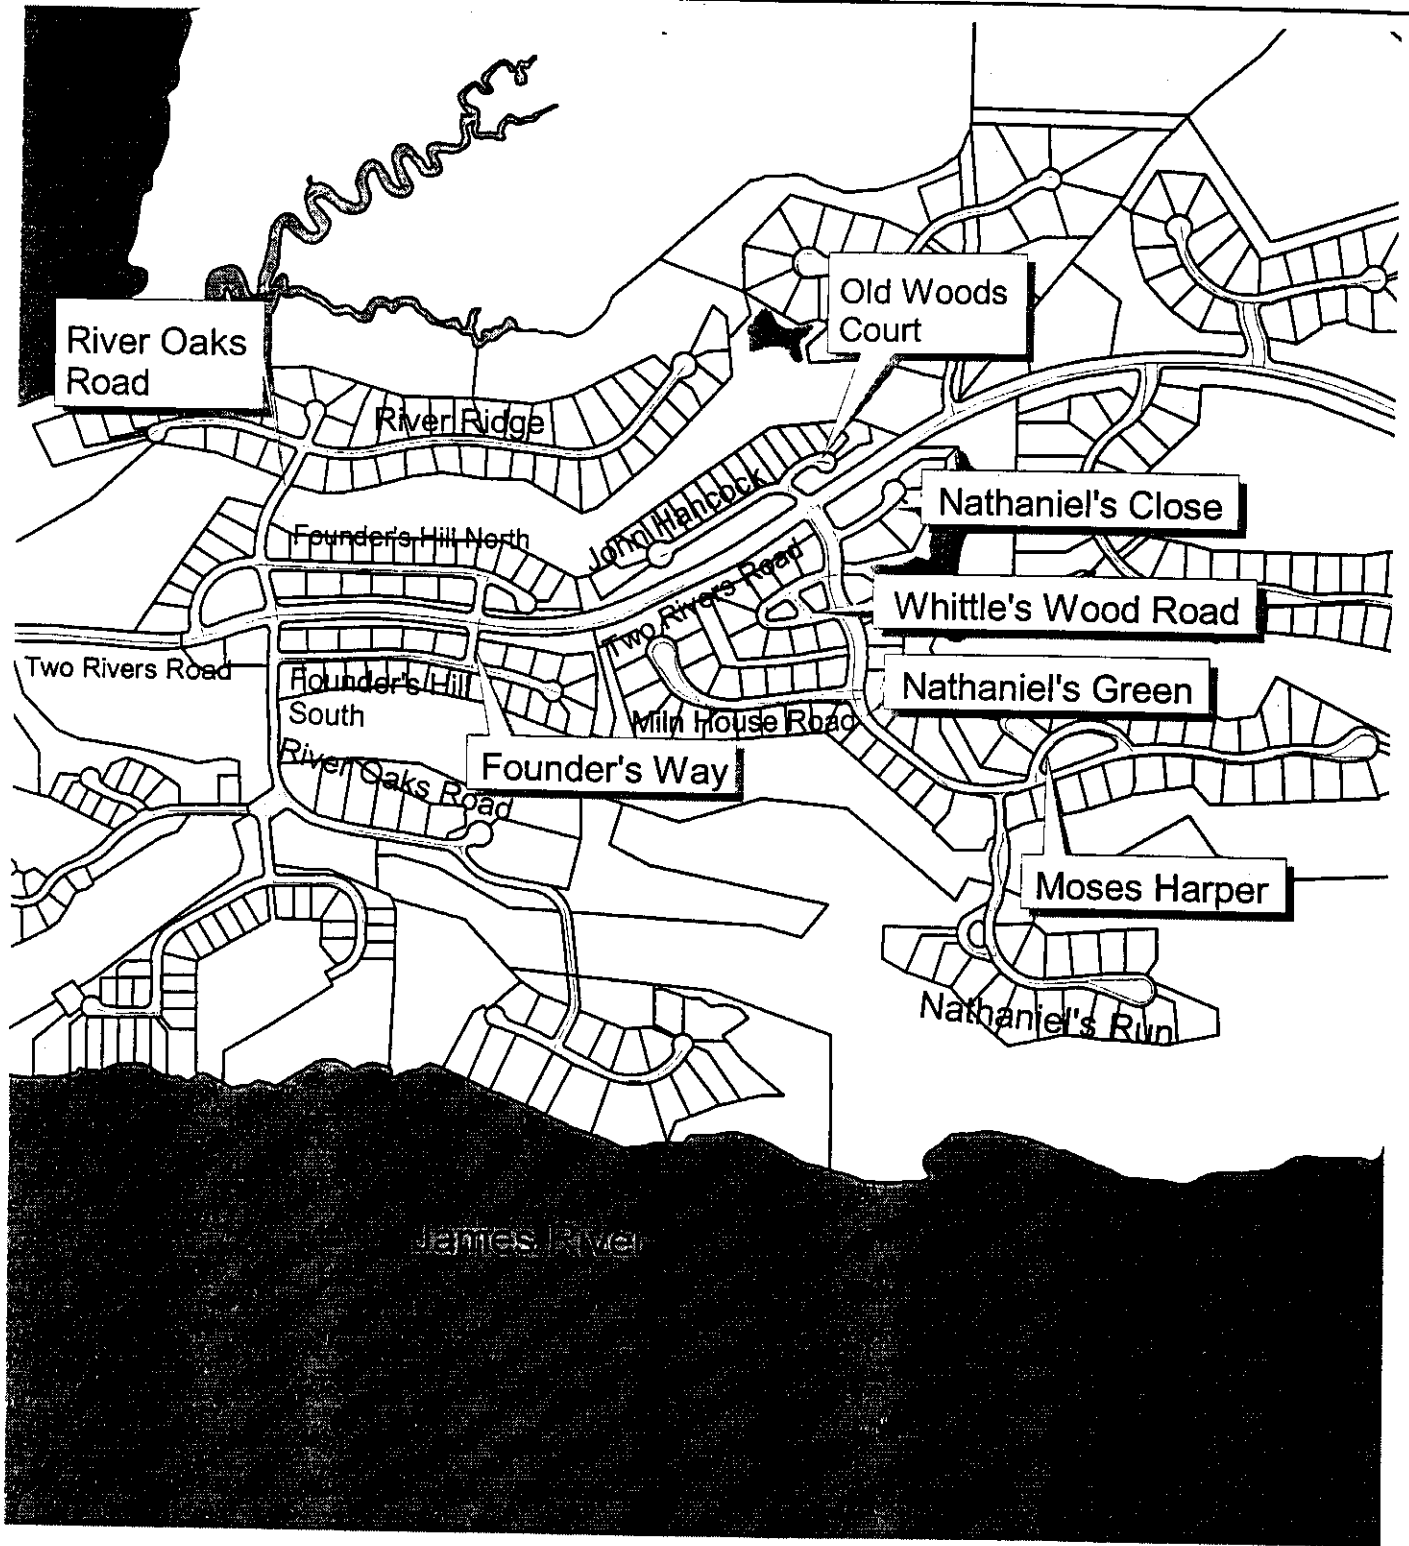 Old Woods
Court
River Oaks
Road
River Ridge
John Hancock
Nathaniel's Close
Founder's Hill North
Two Rivers Road
Whittle's Wood Road
Two Rivers Road
Founder's Hill
South
Nathaniel's Green
Miln House Road
River Oaks Road
Founder's Way
Moses Harper
Nathaniel's Run
James River